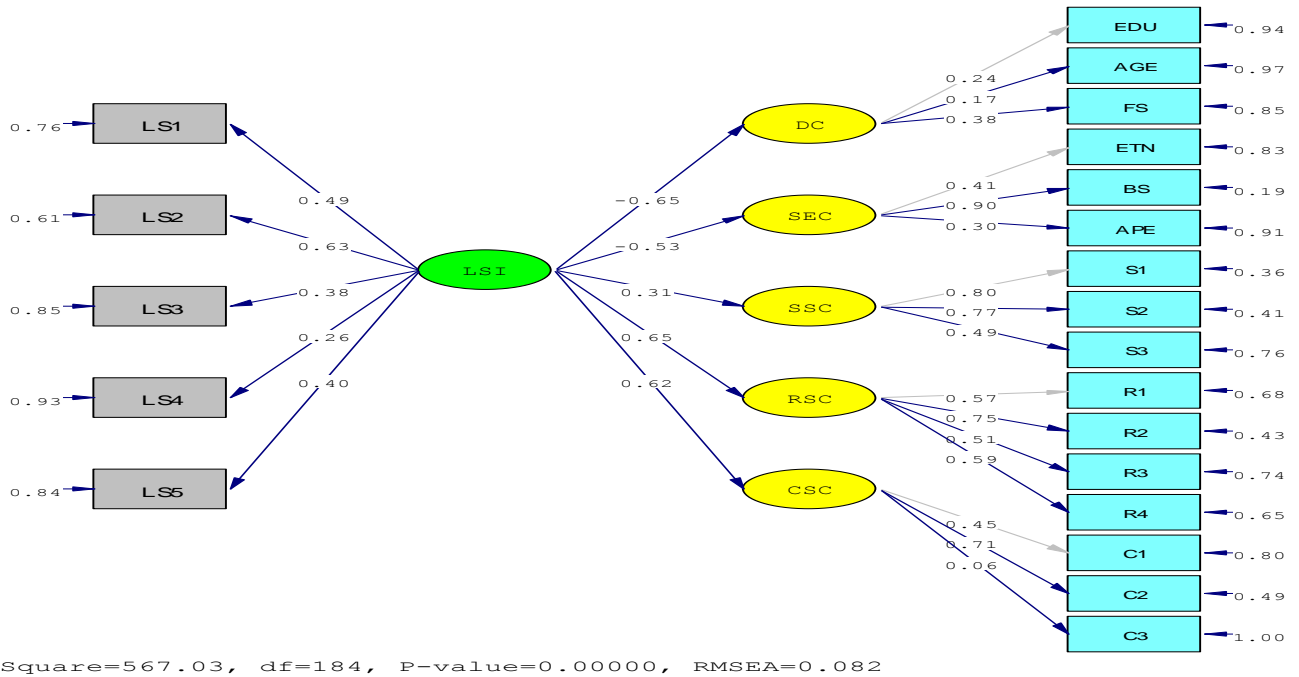 EDU
0.94
AGE
0.97
0.24
0.17
FS
0.85
0.38
0.76
LS1
DC
ETN
0.83
0.41
BS
0.19
0.49
-0.65
0.90
0.61
LS2
SEC
APE
0.91
0.30
0.63
-0.53
LSI
S1
0.36
0.38
0.31
0.80
0.85
LS3
SSC
S2
0.41
0.77
0.49
0.26
0.65
S3
0.76
0.40
0.62
R1
0.68
0.93
LS4
RSC
0.57
0.75
R2
0.43
0.51
0.59
R3
0.74
0.84
LS5
CSC
R4
0.65
0.45
0.71
C1
0.80
0.06
C2
0.49
C3
1.00
Square=567.03, df=184, P-value=0.00000, RMSEA=0.082